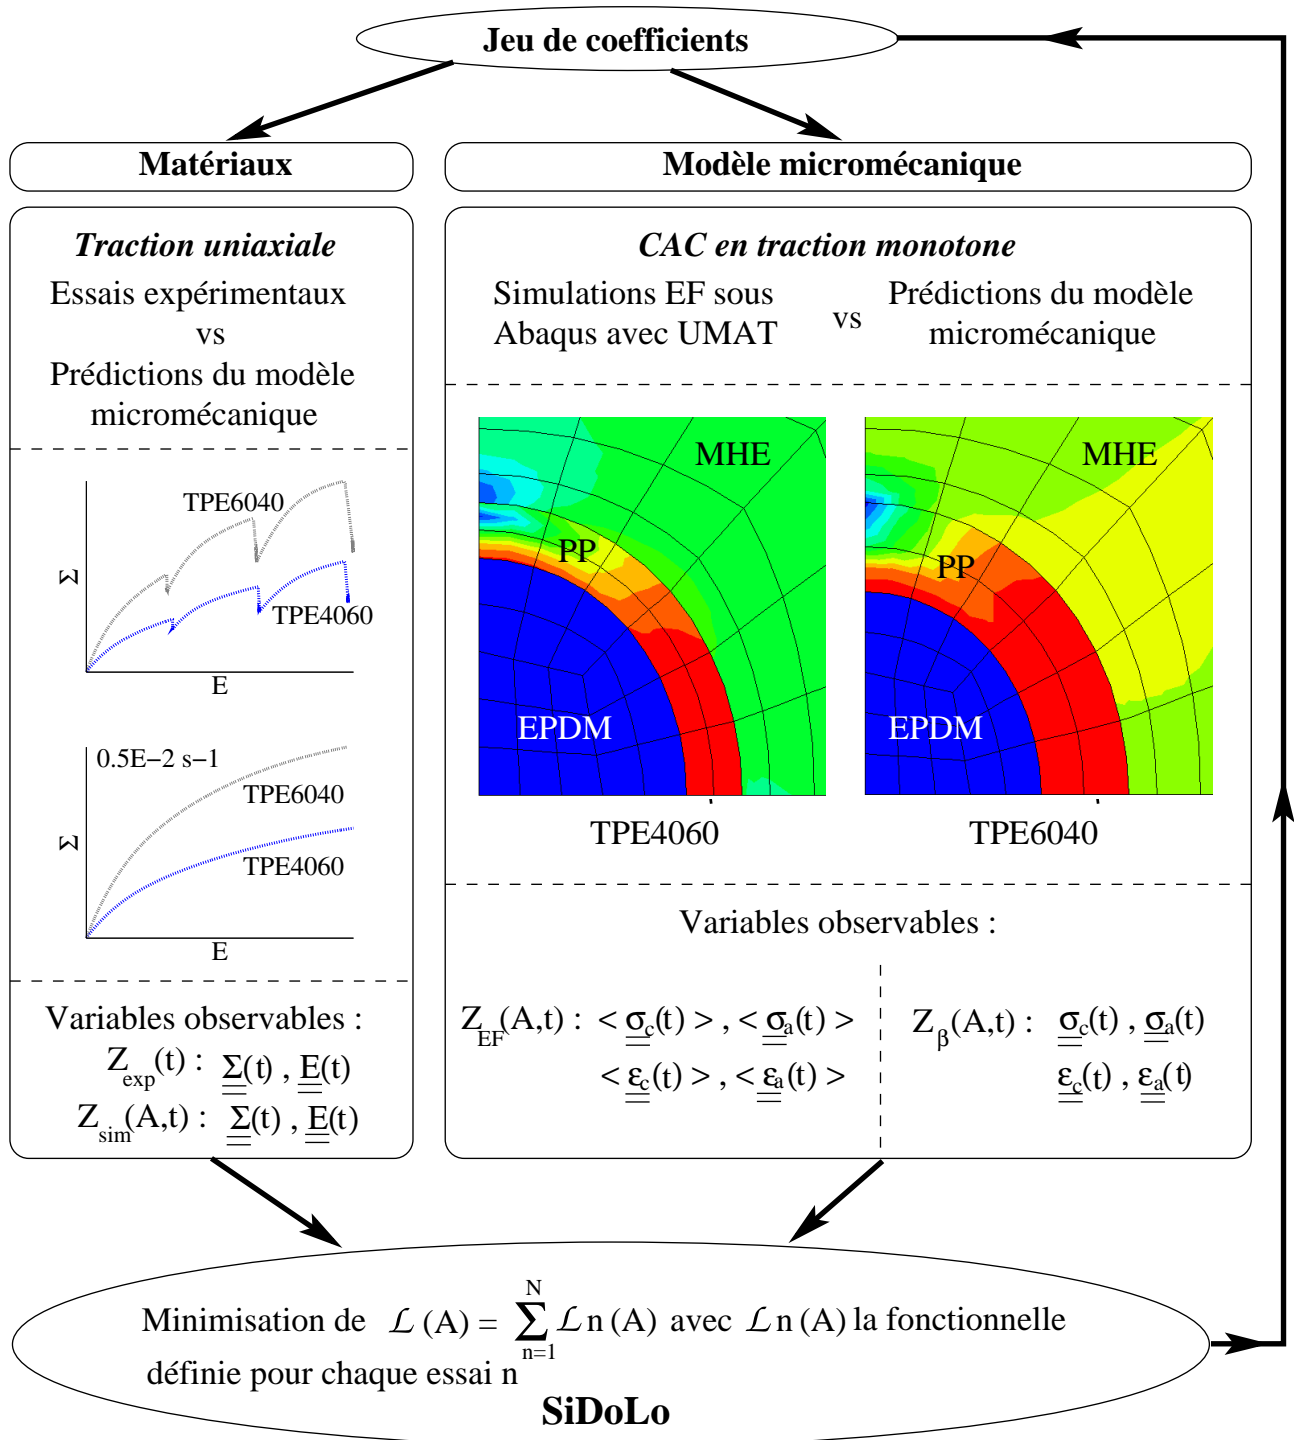 Jeu de coefficients
Matériaux
Modèle micromécanique
Traction uniaxiale
Essais expérimentaux
vs
Prédictions du modèle
micromécanique
TPE6040
TPE4060
Σ
E
0.5E−2 s−1
TPE6040
TPE4060
Σ
E
Variables observables :
Z_exp(t) : Σ(t) , E(t)
Z_sim(A,t) : Σ(t) , E(t)
CAC en traction monotone
Simulations EF sous
Abaqus avec UMAT
vs
Prédictions du modèle
micromécanique
MHE
PP
EPDM
TPE4060
MHE
PP
EPDM
TPE6040
Variables observables :
Z_EF(A,t) : < σ_c(t) > , < σ_a(t) >
< ε_c(t) > , < ε_a(t) >
Z_β(A,t) : σ_c(t) , σ_a(t)
ε_c(t) , ε_a(t)
Minimisation de ℒ (A) = Σ_{n=1}^{N} ℒ n (A) avec ℒ n (A) la fonctionnelle
définie pour chaque essai n
SiDoLo